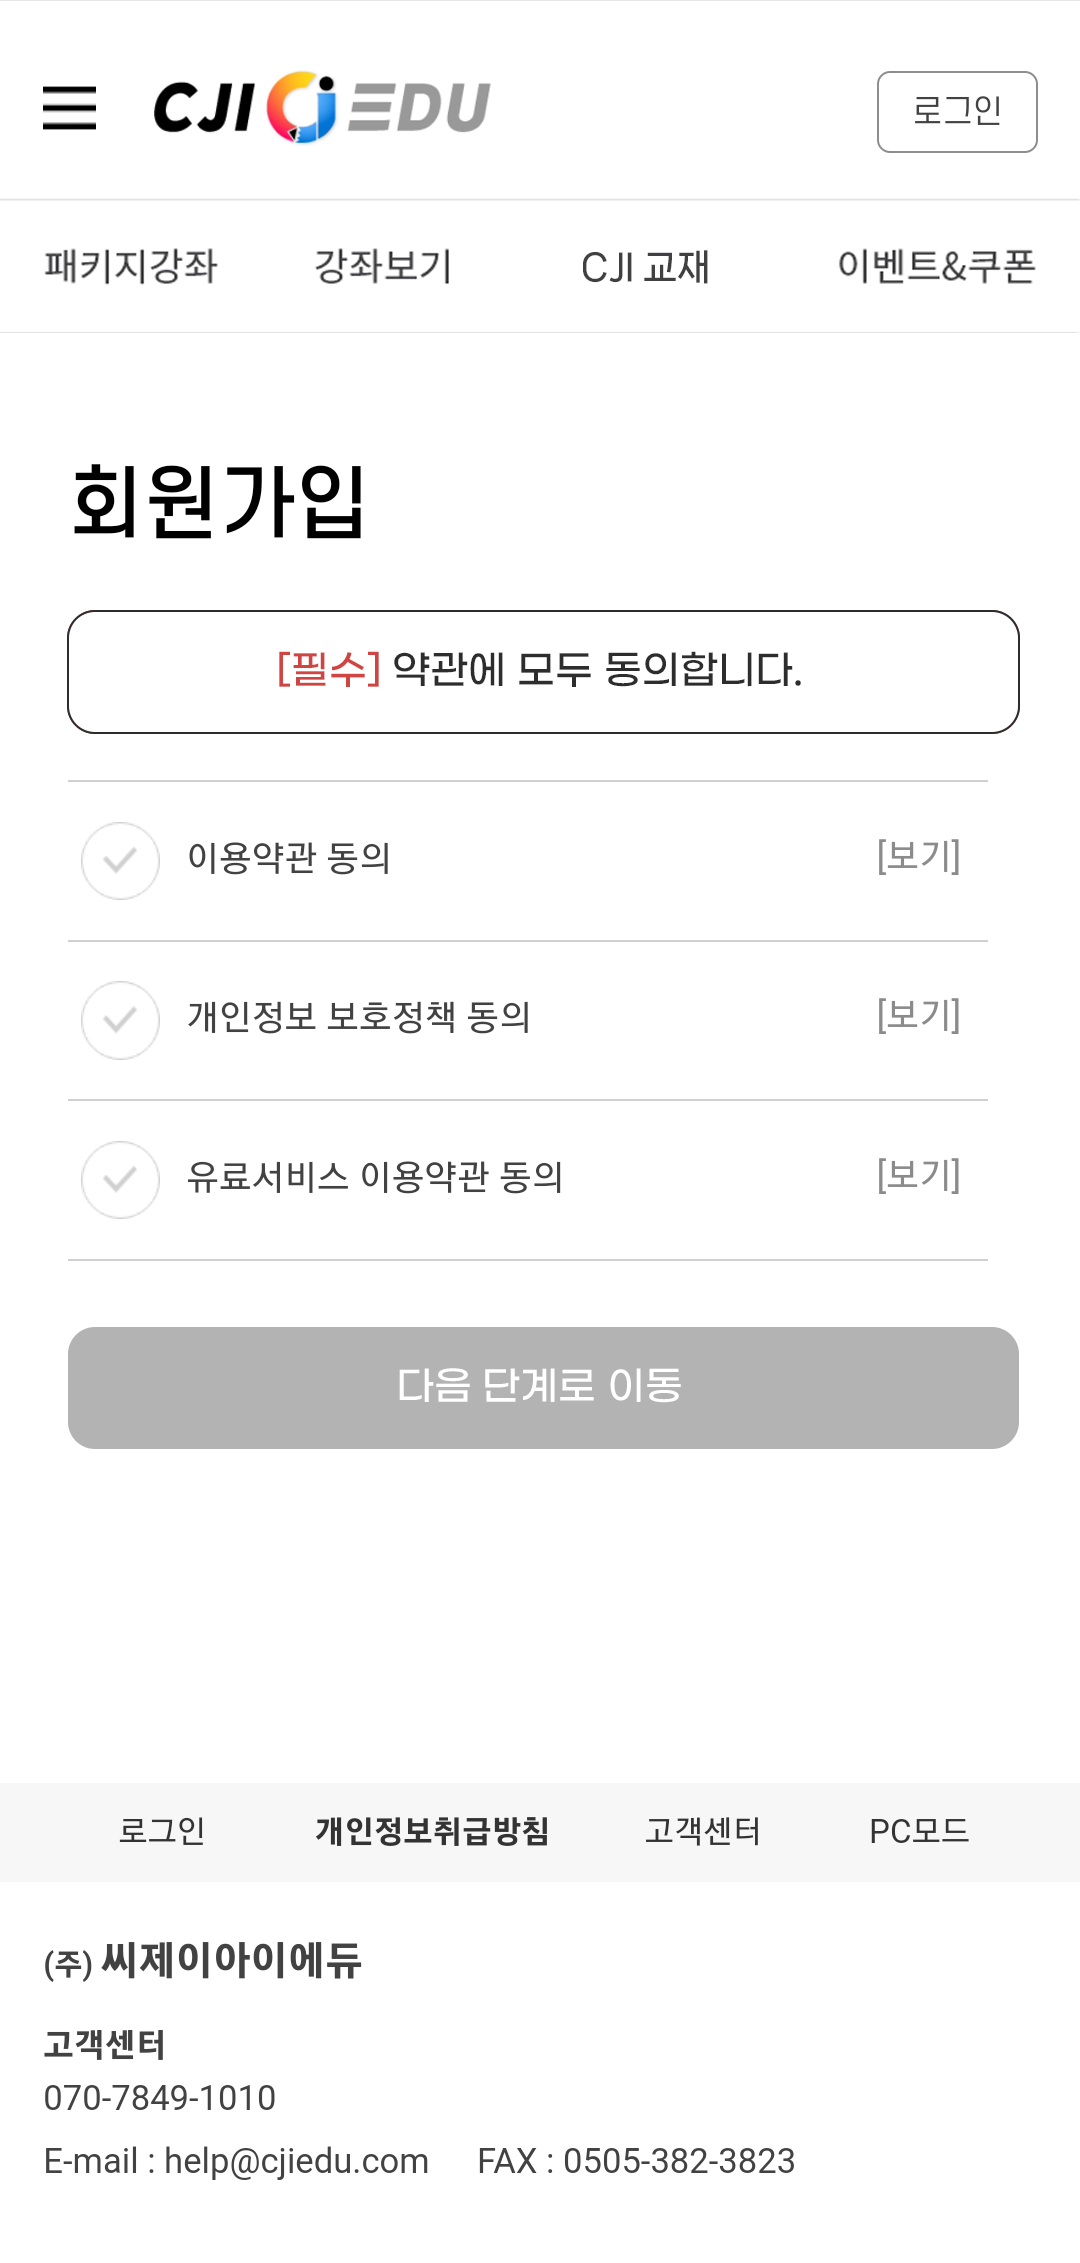 CJI EDU
로그인
패키지강좌 강좌보기 CJI 교재 이벤트&쿠폰
회원가입
[필수] 약관에 모두 동의합니다.
이용약관 동의 [보기]
개인정보 보호정책 동의 [보기]
유료서비스 이용약관 동의 [보기]
다음 단계로 이동
로그인 개인정보취급방침 고객센터 PC모드
(주) 씨제이아이에듀
고객센터
070-7849-1010
E-mail : help@cjiedu.com FAX : 0505-382-3823